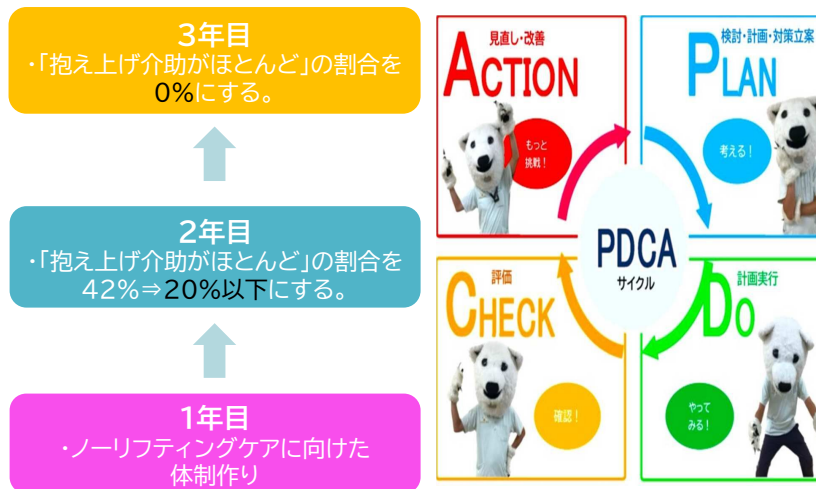 3年目
・「抱え上げ介助がほとんど」の割合を
0%にする。
2年目
・「抱え上げ介助がほとんど」の割合を
42%⇒20%以下にする。
1年目
・ノーリフティングケアに向けた
体制作り
見直し・改善
ACTION
もっと
挑戦！
検討・計画・対策立案
PLAN
考える！
PDCA
サイクル
評価
CHECK
確認！
計画実行
DO
やって
みる！